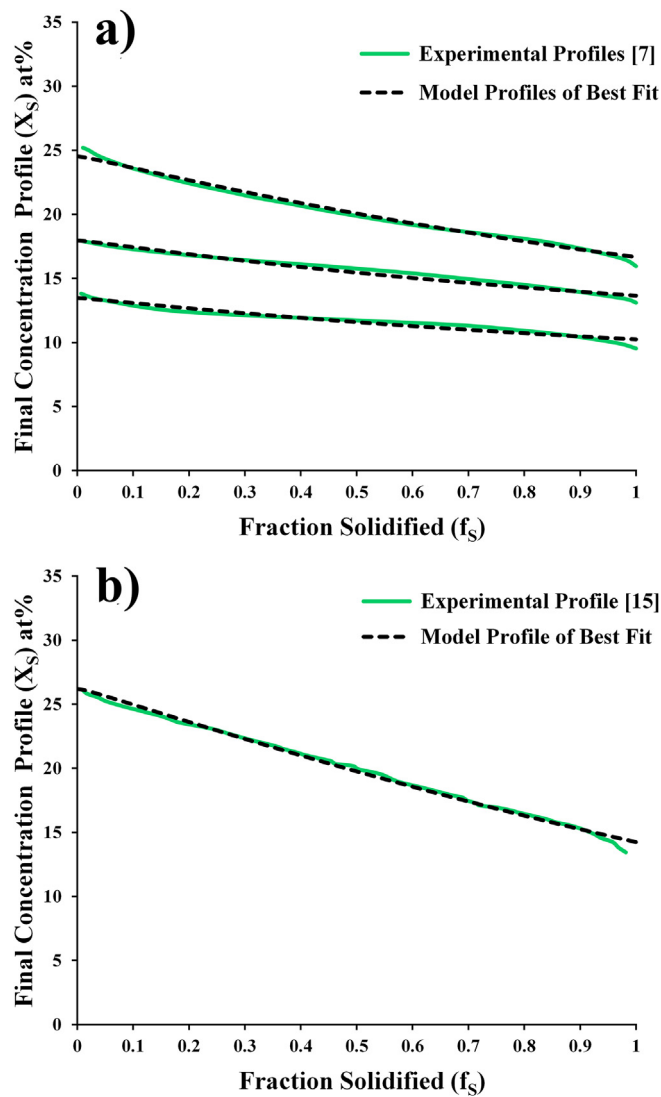 a)
Experimental Profiles [7]
Model Profiles of Best Fit
Final Concentration Profile (XS) at%
35
30
25
20
15
10
5
0
0 0.1 0.2 0.3 0.4 0.5 0.6 0.7 0.8 0.9 1
Fraction Solidified (fS)
b)
Experimental Profile [15]
Model Profile of Best Fit
Final Concentration Profile (XS) at%
35
30
25
20
15
10
5
0
0 0.1 0.2 0.3 0.4 0.5 0.6 0.7 0.8 0.9 1
Fraction Solidified (fS)